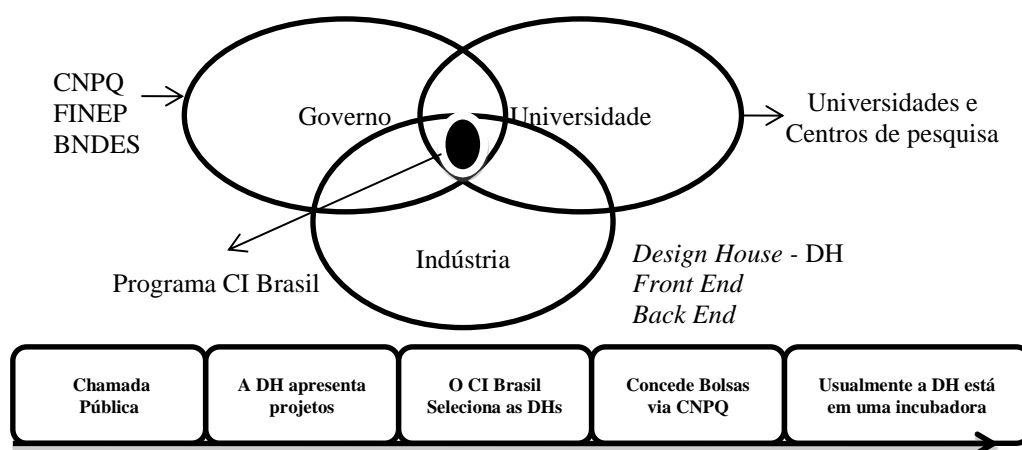 CNPQ
FINEP
BNDES
Governo
Universidade
Universidades e
Centros de pesquisa
Indústria
Programa CI Brasil
Design House - DH
Front End
Back End
Chamada
Pública
A DH apresenta
projetos
O CI Brasil
Seleciona as DHs
Concede Bolsas
via CNPQ
Usualmente a DH está
em uma incubadora